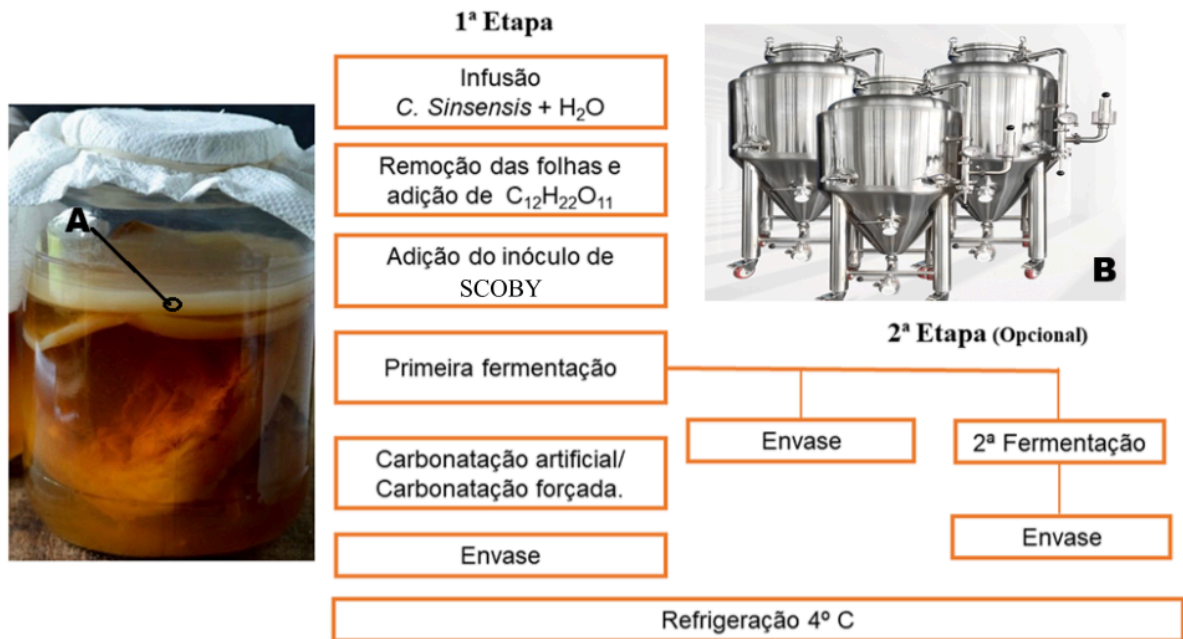 1ª Etapa
Infusão
C. Sinsensis + H₂O
Remoção das folhas e
adição de C₁₂H₂₂O₁₁
Adição do inóculo de
SCOBY
Primeira fermentação
Carbonatação artificial/
Carbonatação forçada.
Envase
A
B
2ª Etapa (Opcional)
Envase
2ª Fermentação
Envase
Refrigeração 4º C